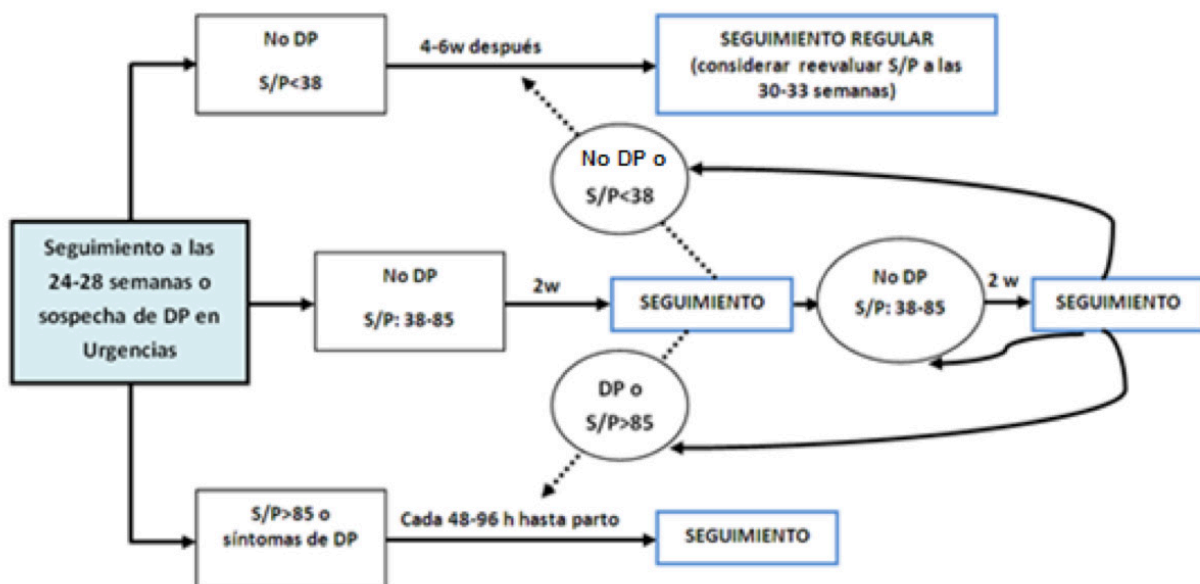 No DP
S/P<38
4-6w después
SEGUIMIENTO REGULAR
(considerar reevaluar S/P a las
30-33 semanas)
No DP o
S/P<38
Seguimiento a las
24-28 semanas o
sospecha de DP en
Urgencias
No DP
S/P: 38-85
2w
SEGUIMIENTO
No DP
S/P: 38-85
2 w
SEGUIMIENTO
DP o
S/P>85
S/P>85 o
síntomas de DP
Cada 48-96 h hasta parto
SEGUIMIENTO